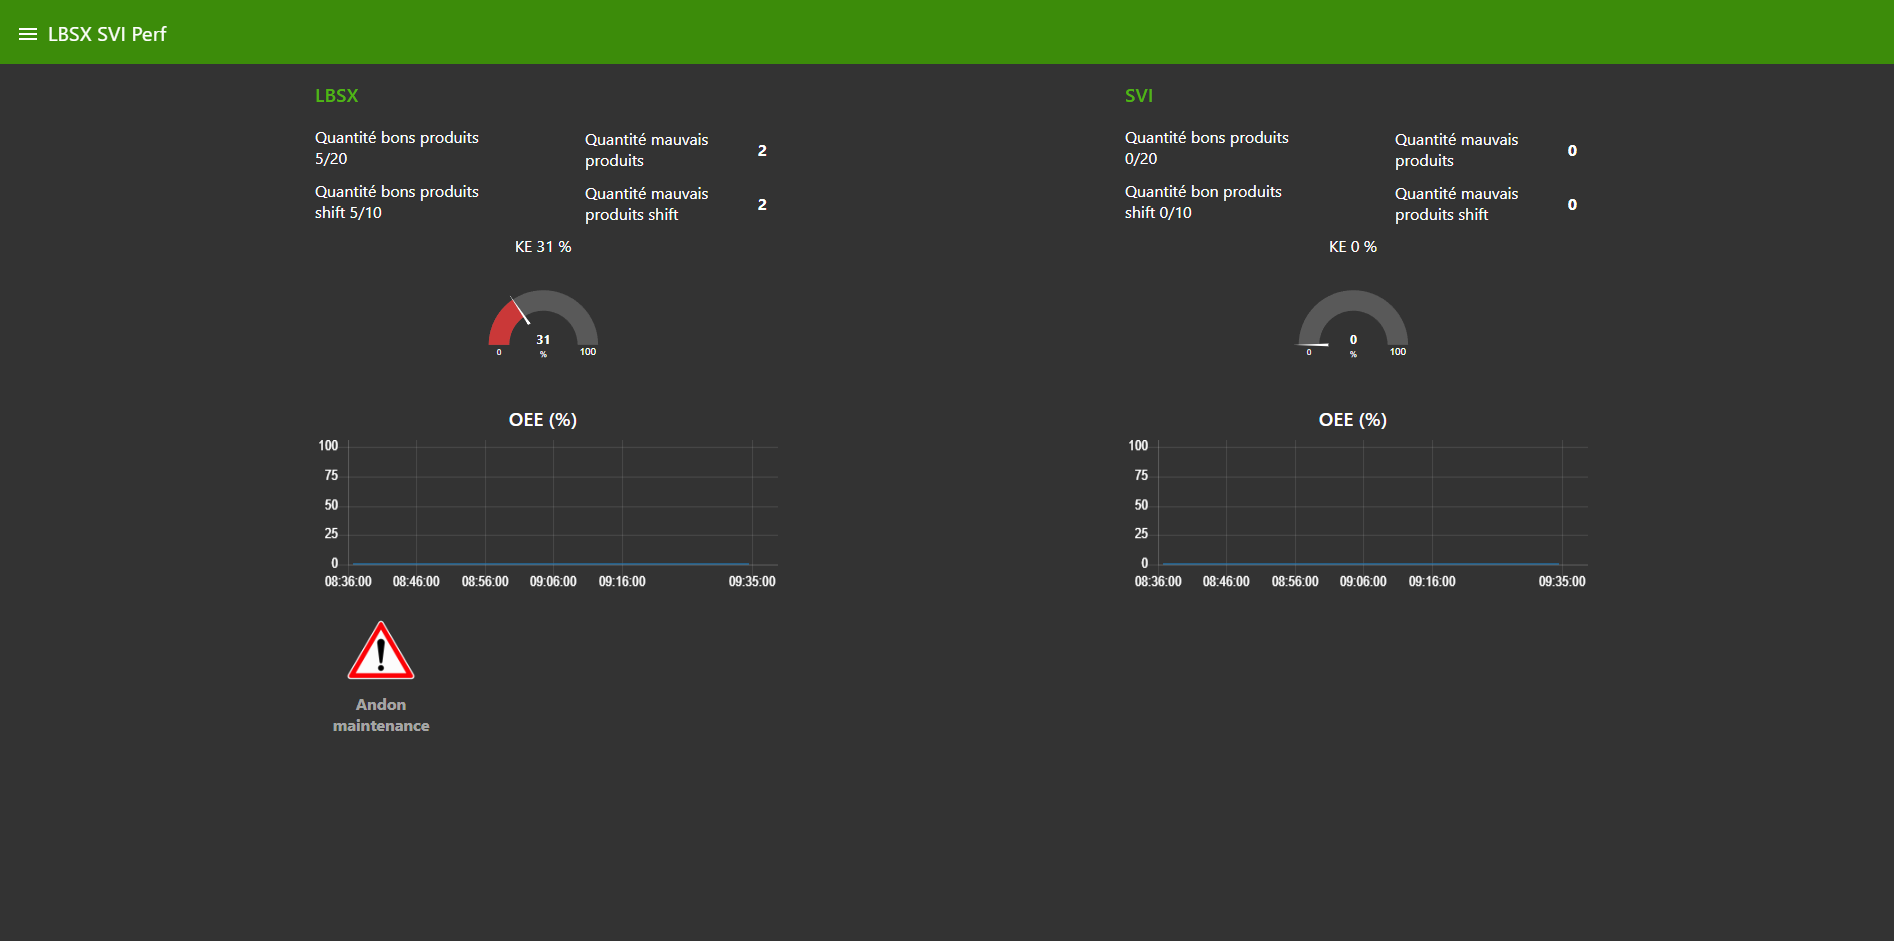 LBSX SVI Perf
LBSX
Quantité bons produits
5/20
Quantité mauvais
produits
2
Quantité bons produits
shift 5/10
Quantité mauvais
produits shift
2
KE 31 %
31
%
0
100
OEE (%)
100
75
50
25
0
08:36:00 08:46:00 08:56:00 09:06:00 09:16:00 09:35:00
Andon
maintenance
SVI
Quantité bons produits
0/20
Quantité mauvais
produits
0
Quantité bon produits
shift 0/10
Quantité mauvais
produits shift
0
KE 0 %
0
%
0
100
OEE (%)
100
75
50
25
0
08:36:00 08:46:00 08:56:00 09:06:00 09:16:00 09:35:00